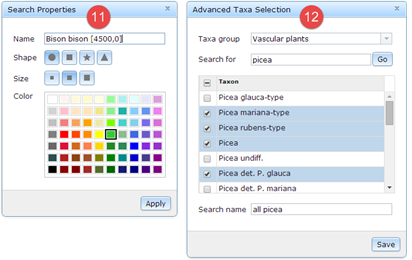 Search Properties
11
Name Bison bison [4500,0]
Shape
Size
Color
Apply
Advanced Taxa Selection
12
Taxa group Vascular plants
Search for picea Go
Taxon
Picea glauca-type
Picea mariana-type
Picea rubens-type
Picea
Picea undiff.
Picea det. P. glauca
Picea det. P. mariana
Search name all picea
Save